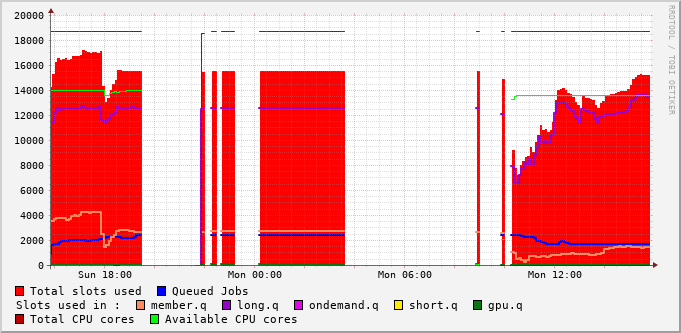 20000
18000
16000
14000
12000
10000
8000
6000
4000
2000
0
Sun 18:00 Mon 00:00 Mon 06:00 Mon 12:00
RRDTOOL / TOBI OETIKER
Total slots used Queued Jobs
Slots used in : member.q long.q ondemand.q short.q gpu.q
Total CPU cores Available CPU cores